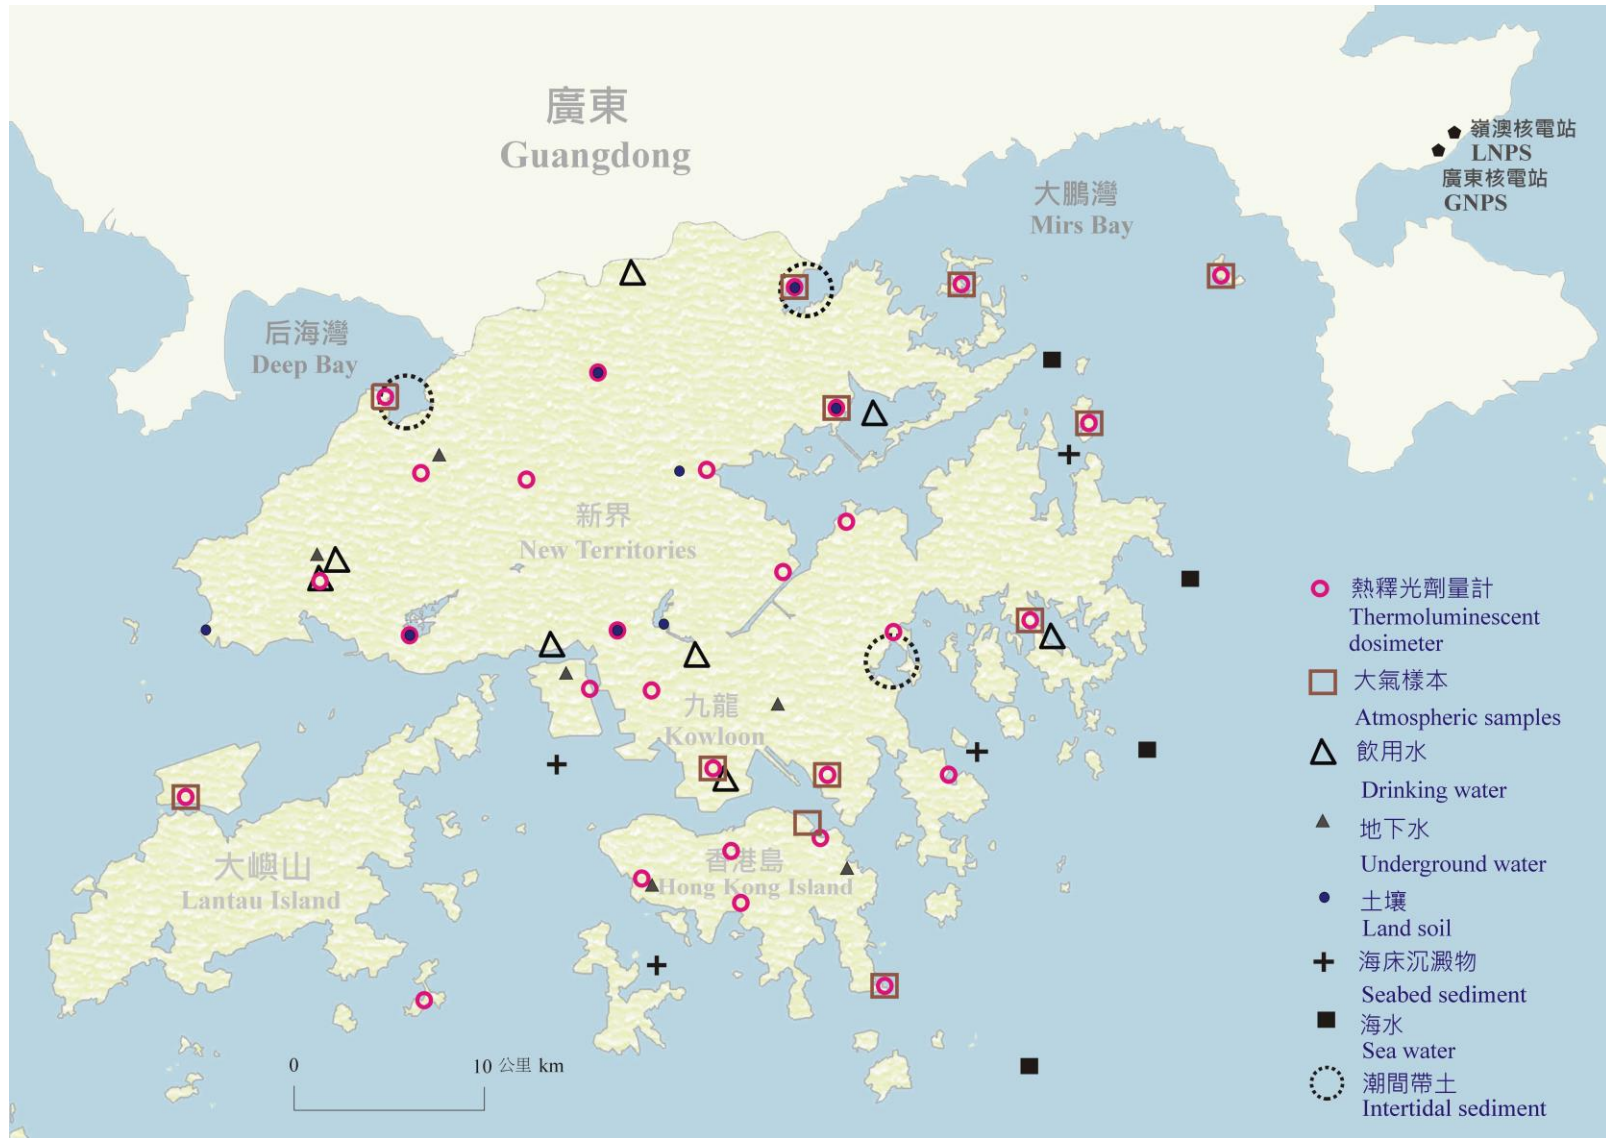 廣東
Guangdong
嶺澳核電站
LNPS
廣東核電站
GNPS
大鵬灣
Mirs Bay
后海灣
Deep Bay
新界
New Territories
九龍
Kowloon
香港島
Hong Kong Island
大嶼山
Lantau Island
0
10 公里 km
熱釋光劑量計
Thermoluminescent
dosimeter
大氣樣本
Atmospheric samples
飲用水
Drinking water
地下水
Underground water
土壤
Land soil
海床沉澱物
Seabed sediment
海水
Sea water
潮間帶土
Intertidal sediment